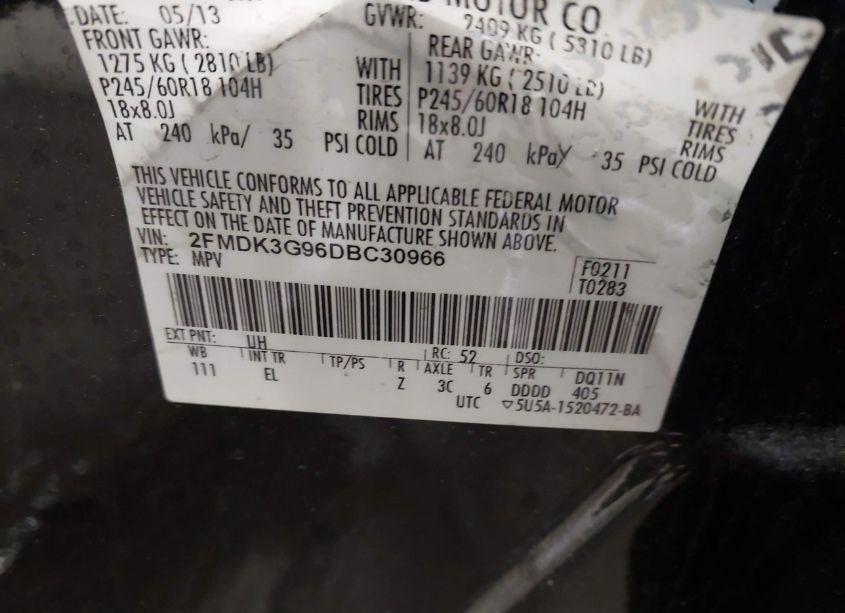 MOTOR CO.
DATE: 05/13
GVWR: 2409 KG ( 5310 LB)
FRONT GAWR:
1275 KG ( 2810 LB)
P245/60R18 104H
18x8.0J
AT 240 kPa/ 35 PSI COLD
WITH
TIRES
RIMS
REAR GAWR:
1139 KG ( 2510 LB)
P245/60R18 104H
18x8.0J
AT 240 kPa/ 35 PSI COLD
WITH
TIRES
RIMS
THIS VEHICLE CONFORMS TO ALL APPLICABLE FEDERAL MOTOR
VEHICLE SAFETY AND THEFT PREVENTION STANDARDS IN
EFFECT ON THE DATE OF MANUFACTURE SHOWN ABOVE.
VIN: 2FMDK3G96DBC30966
TYPE: MPV
F0211
T0283
EXT PNT: UH RC: 52 DSO:
WB INT TR TP/PS R AXLE TR SPR DQ11N
111 EL Z 3C 6 DDDD 405
UTC ▽5U5A-1520472-BA